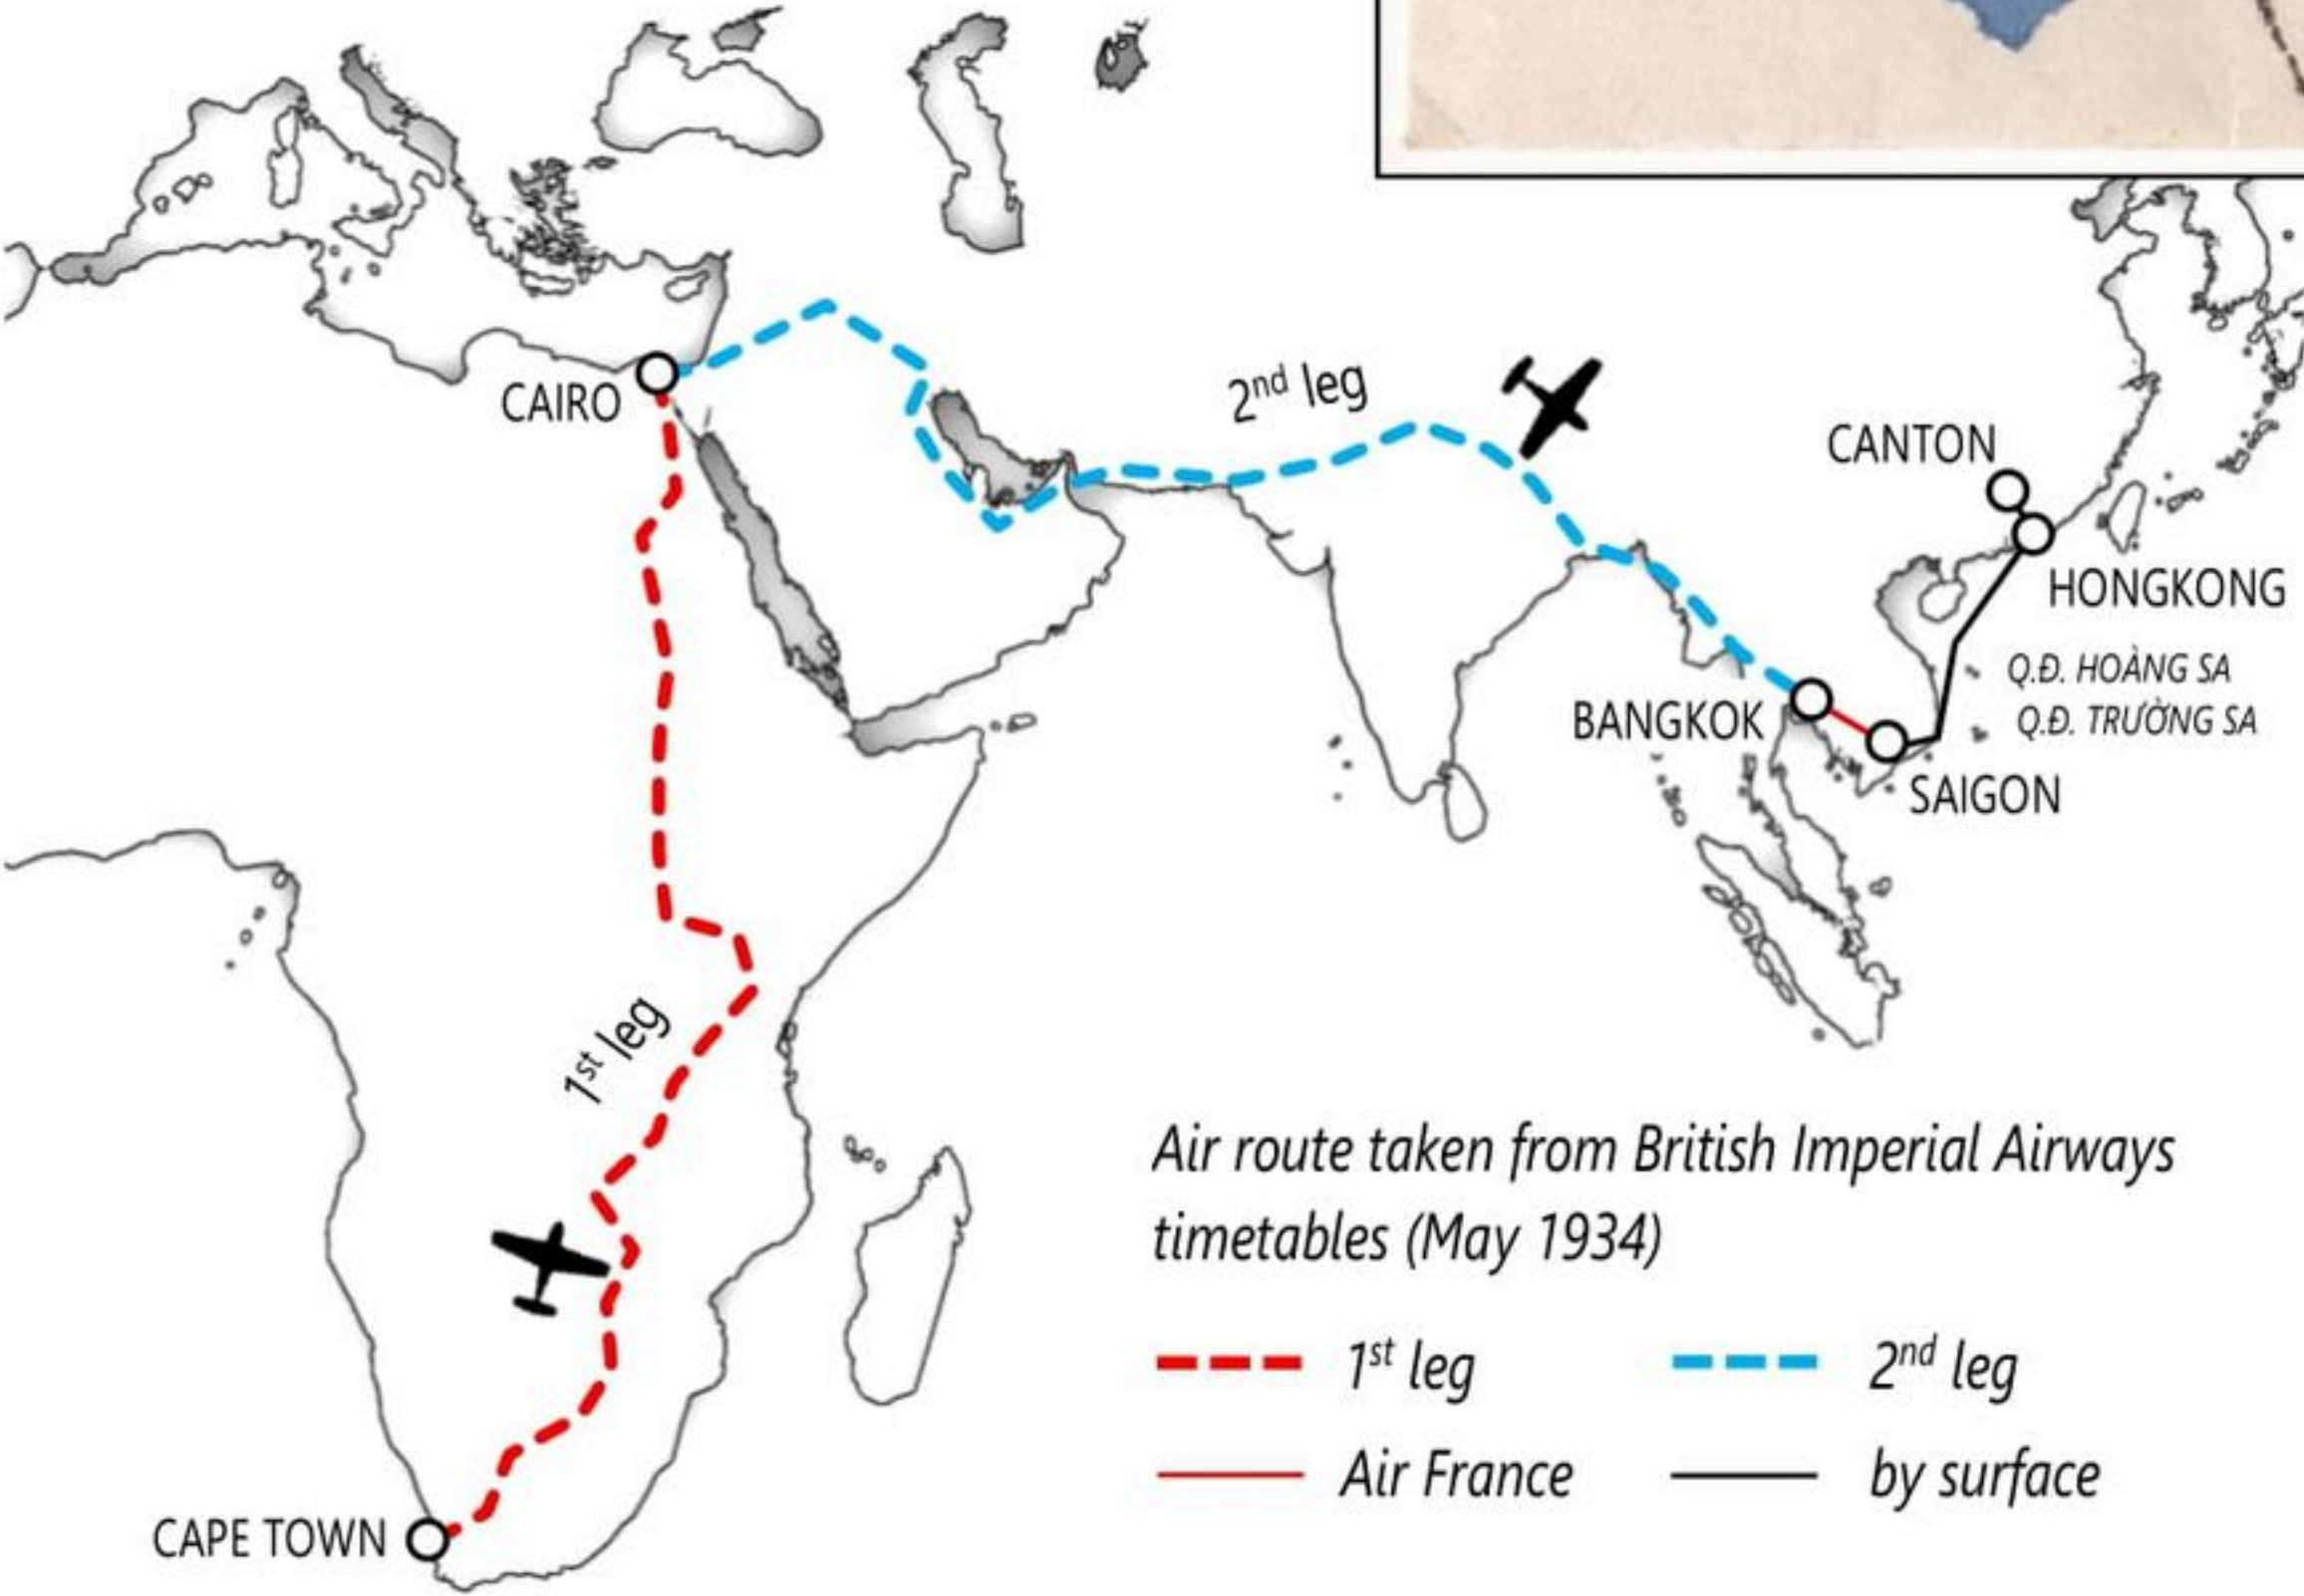 CAIRO
2nd leg
CANTON
HONGKONG
Q.Đ. HOÀNG SA
BANGKOK
Q.Đ. TRƯỜNG SA
SAIGON
1st leg
Air route taken from British Imperial Airways
timetables (May 1934)
1st leg
2nd leg
Air France
by surface
CAPE TOWN